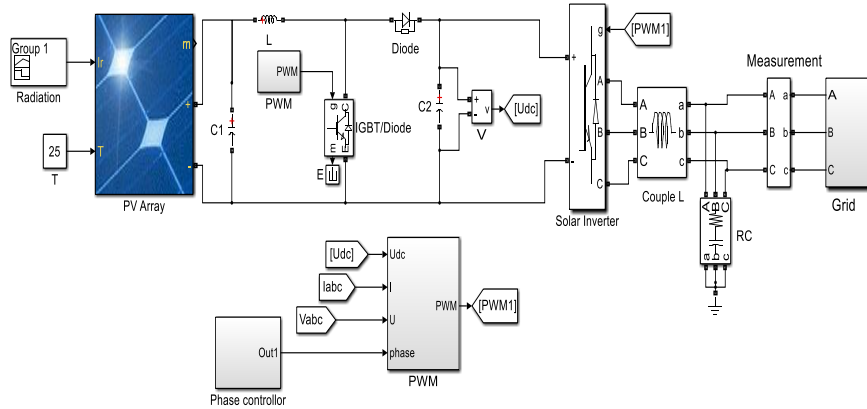 Group 1
Radiation
25
T
Ir
T
m
+
-
PV Array
C1
L
PWM
PWM
g
C
m
E
IGBT/Diode
E
Diode
C2
+
-
v
V
[Udc]
[PWM1]
g
+
-
A
B
C
Solar Inverter
A
B
C
a
b
c
Couple L
Measurement
A
B
C
a
b
c
A
B
C
Grid
A
B
C
a
b
c
RC
[Udc]
Iabc
Vabc
Udc
I
U
phase
PWM
PWM
[PWM1]
Out1
Phase controllor